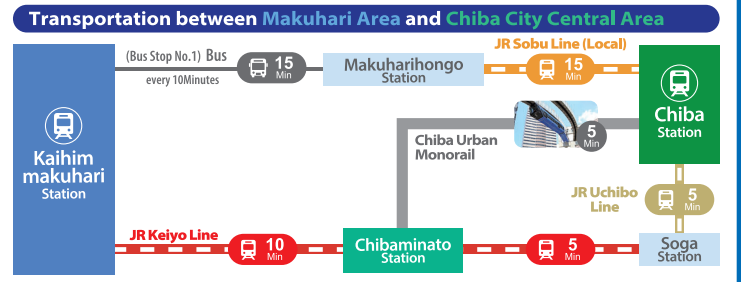 Transportation between Makuhari Area and Chiba City Central Area
(Bus Stop No.1) Bus
every 10Minutes
15
Min
Makuharihongo
Station
JR Sobu Line (Local)
15
Min
Chiba
Station
Kaihim
makuhari
Station
Chiba Urban
Monorail
5
Min
JR Uchibo
Line
5
Min
JR Keiyo Line
10
Min
Chibaminato
Station
5
Min
Soga
Station